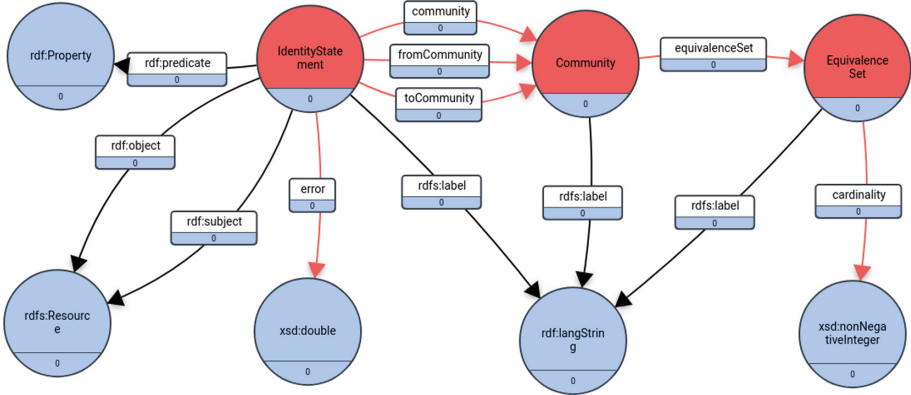 rdf:Property
0
rdf:predicate
0
IdentityState
ment
0
community
0
fromCommunity
0
toCommunity
0
Community
0
equivalenceSet
0
Equivalence
Set
0
rdf:object
0
rdf:subject
0
error
0
rdfs:label
0
rdfs:label
0
rdfs:label
0
cardinality
0
rdfs:Resourc
e
0
xsd:double
0
rdf:langStrin
g
0
xsd:nonNega
tiveInteger
0